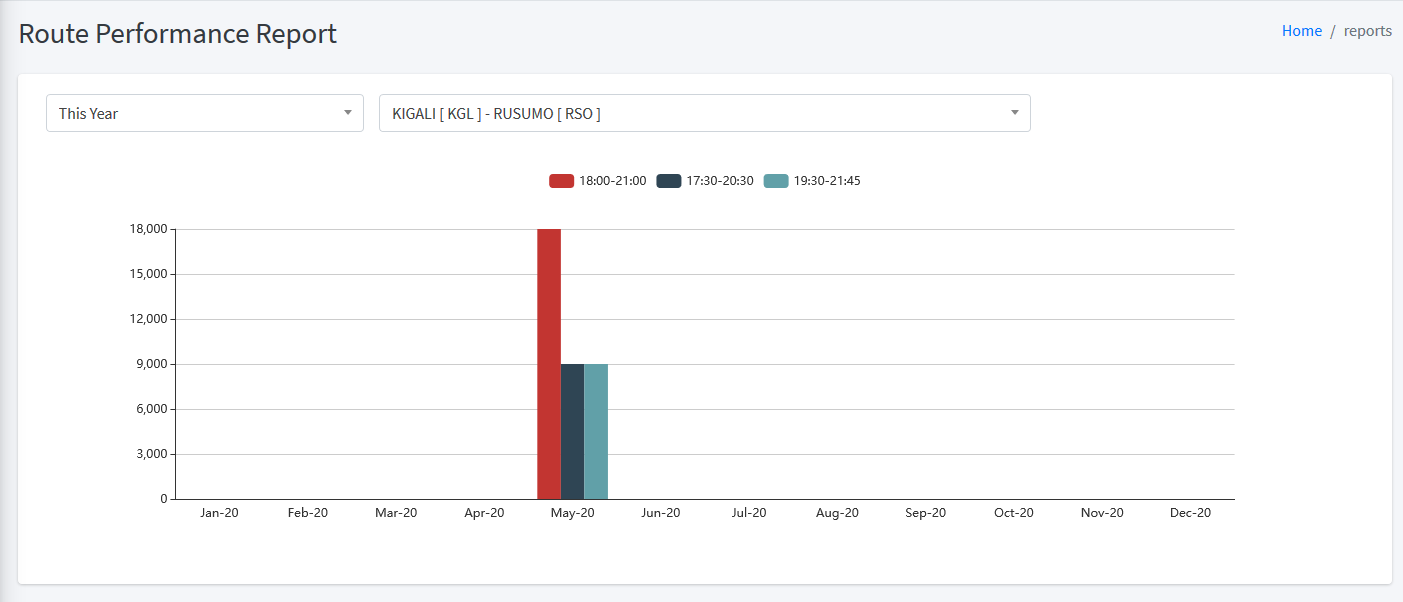 Route Performance Report
Home / reports
This Year
KIGALI [ KGL ] - RUSUMO [ RSO ]
18:00-21:00 17:30-20:30 19:30-21:45
18,000
15,000
12,000
9,000
6,000
3,000
0
Jan-20 Feb-20 Mar-20 Apr-20 May-20 Jun-20 Jul-20 Aug-20 Sep-20 Oct-20 Nov-20 Dec-20